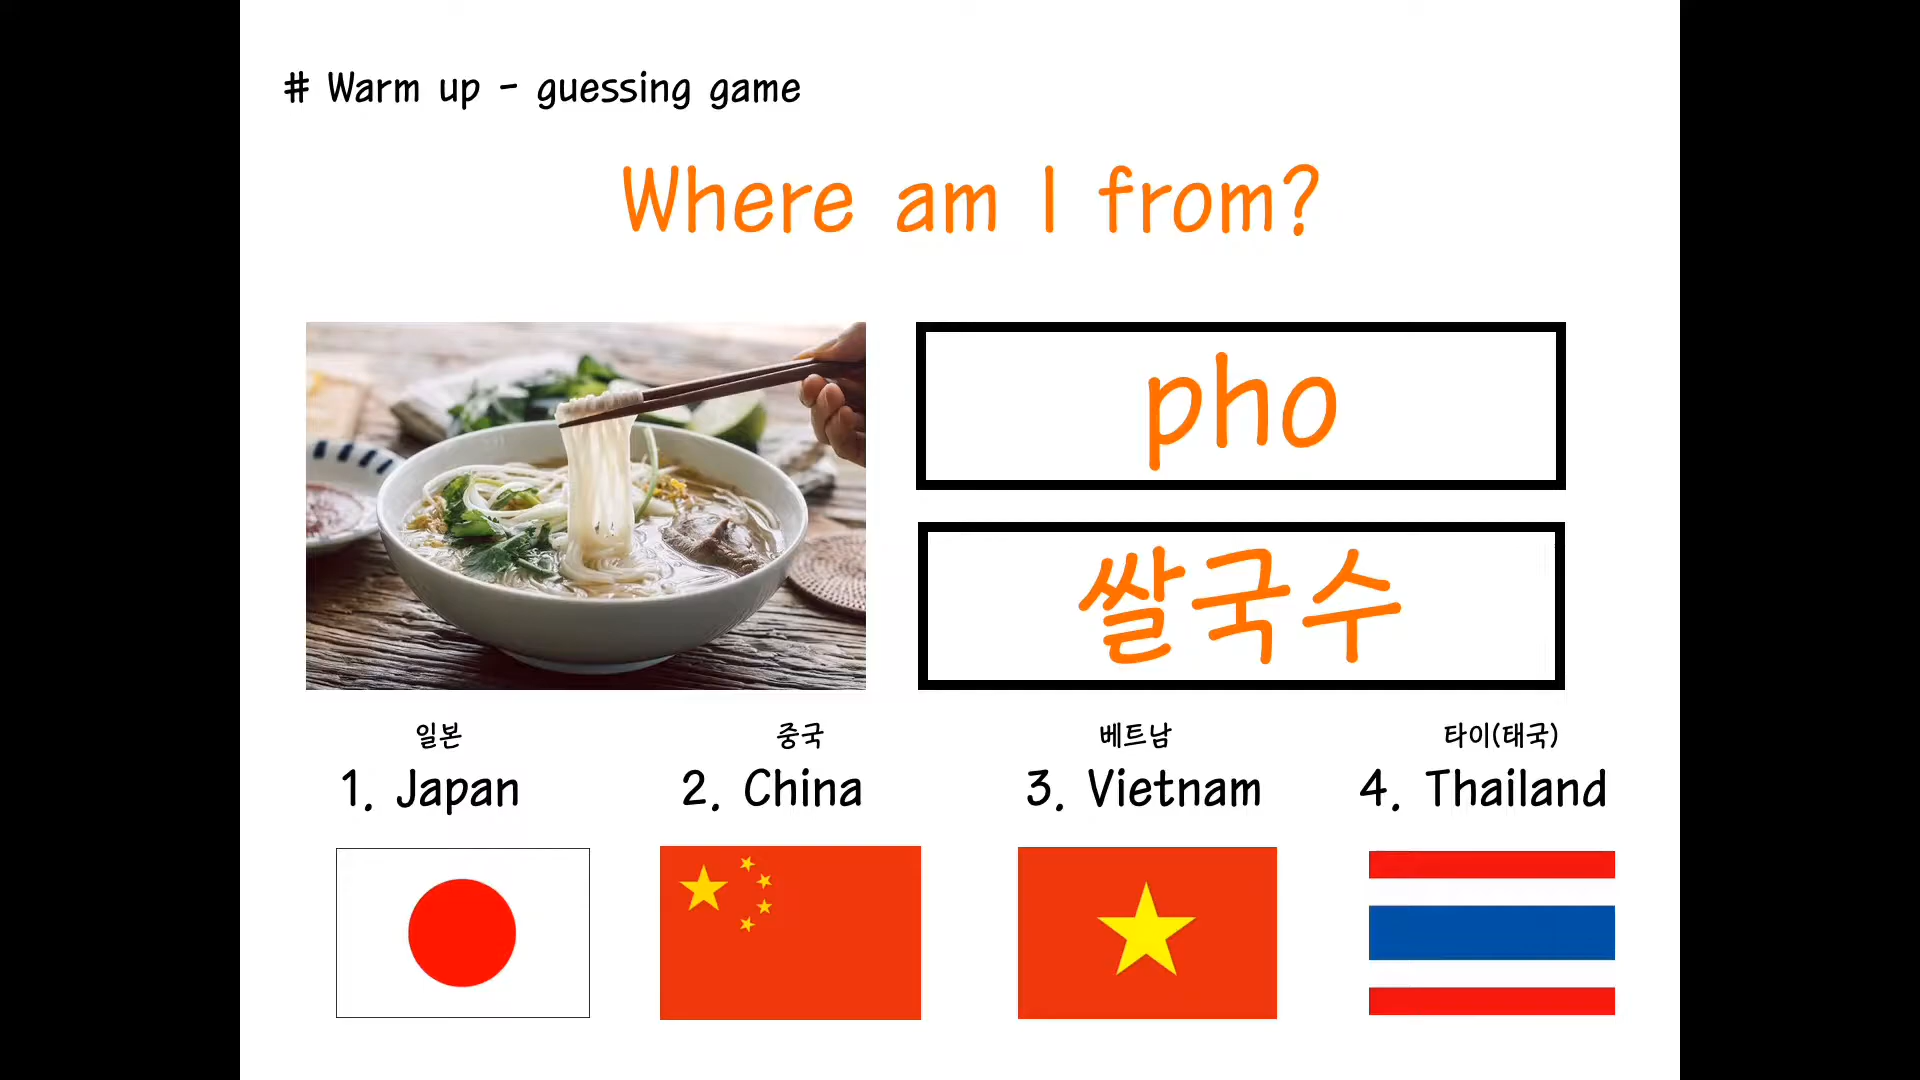 # Warm up - guessing game
Where am I from?
pho
쌀국수
일본
1. Japan
중국
2. China
베트남
3. Vietnam
타이(태국)
4. Thailand